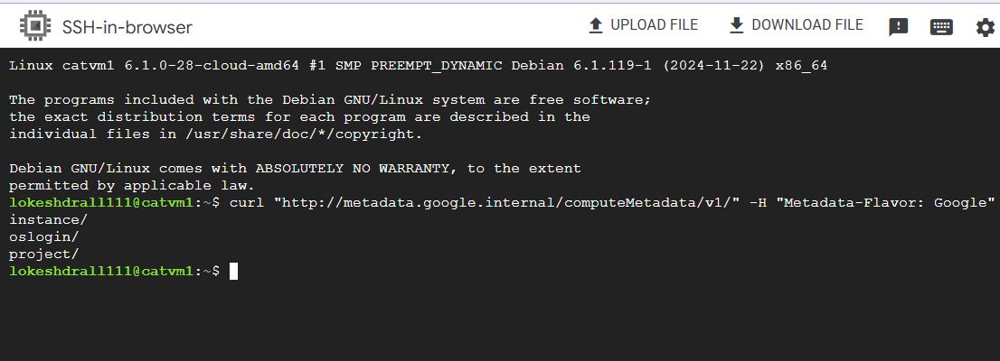 SSH-in-browser
UPLOAD FILE
DOWNLOAD FILE
Linux catvm1 6.1.0-28-cloud-amd64 #1 SMP PREEMPT_DYNAMIC Debian 6.1.119-1 (2024-11-22) x86_64
The programs included with the Debian GNU/Linux system are free software;
the exact distribution terms for each program are described in the
individual files in /usr/share/doc/*/copyright.
Debian GNU/Linux comes with ABSOLUTELY NO WARRANTY, to the extent
permitted by applicable law.
lokeshdrall111@catvm1:~$ curl "http://metadata.google.internal/computeMetadata/v1/" -H "Metadata-Flavor: Google"
instance/
oslogin/
project/
lokeshdrall111@catvm1:~$